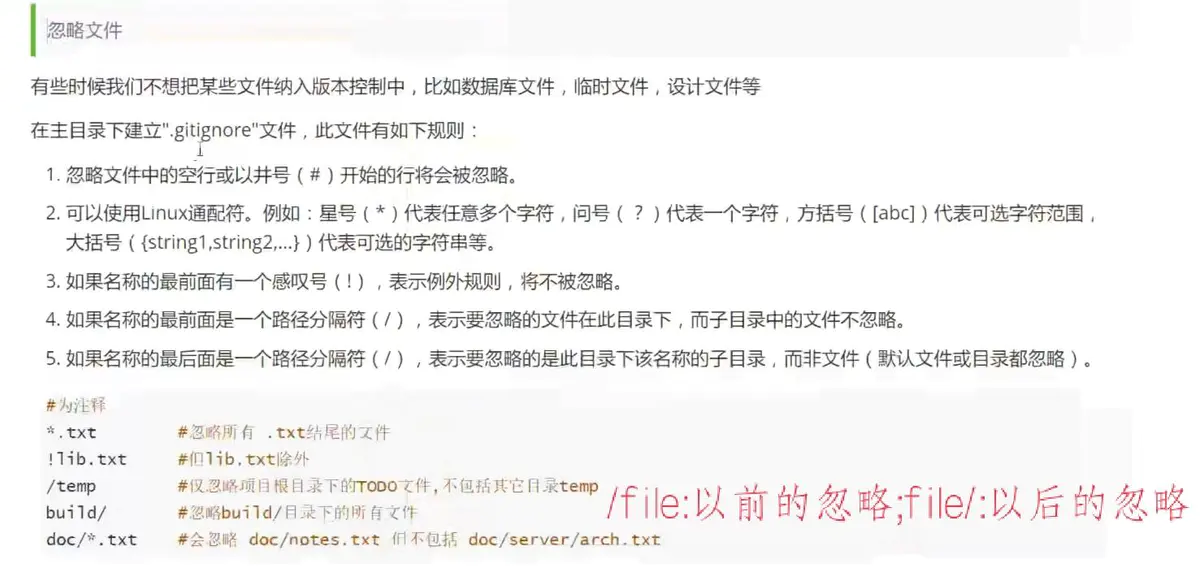 忽略文件
有些时候我们不想把某些文件纳入版本控制中，比如数据库文件，临时文件，设计文件等
在主目录下建立".gitignore"文件，此文件有如下规则：
1. 忽略文件中的空行或以井号（#）开始的行将会被忽略。
2. 可以使用Linux通配符。例如：星号（*）代表任意多个字符，问号（？）代表一个字符，方括号（[abc]）代表可选字符范围，
大括号（{string1,string2,...}）代表可选的字符串等。
3. 如果名称的最前面有一个感叹号（!），表示例外规则，将不被忽略。
4. 如果名称的最前面是一个路径分隔符（/），表示要忽略的文件在此目录下，而子目录中的文件不忽略。
5. 如果名称的最后面是一个路径分隔符（/），表示要忽略的是此目录下该名称的子目录，而非文件（默认文件或目录都忽略）。
#为注释
*.txt #忽略所有 .txt结尾的文件
!lib.txt #但lib.txt除外
/temp #仅忽略项目根目录下的TODO文件,不包括其它目录temp
build/ #忽略build/目录下的所有文件
doc/*.txt #会忽略 doc/notes.txt 但不包括 doc/server/arch.txt
/file:以前的忽略;file/:以后的忽略